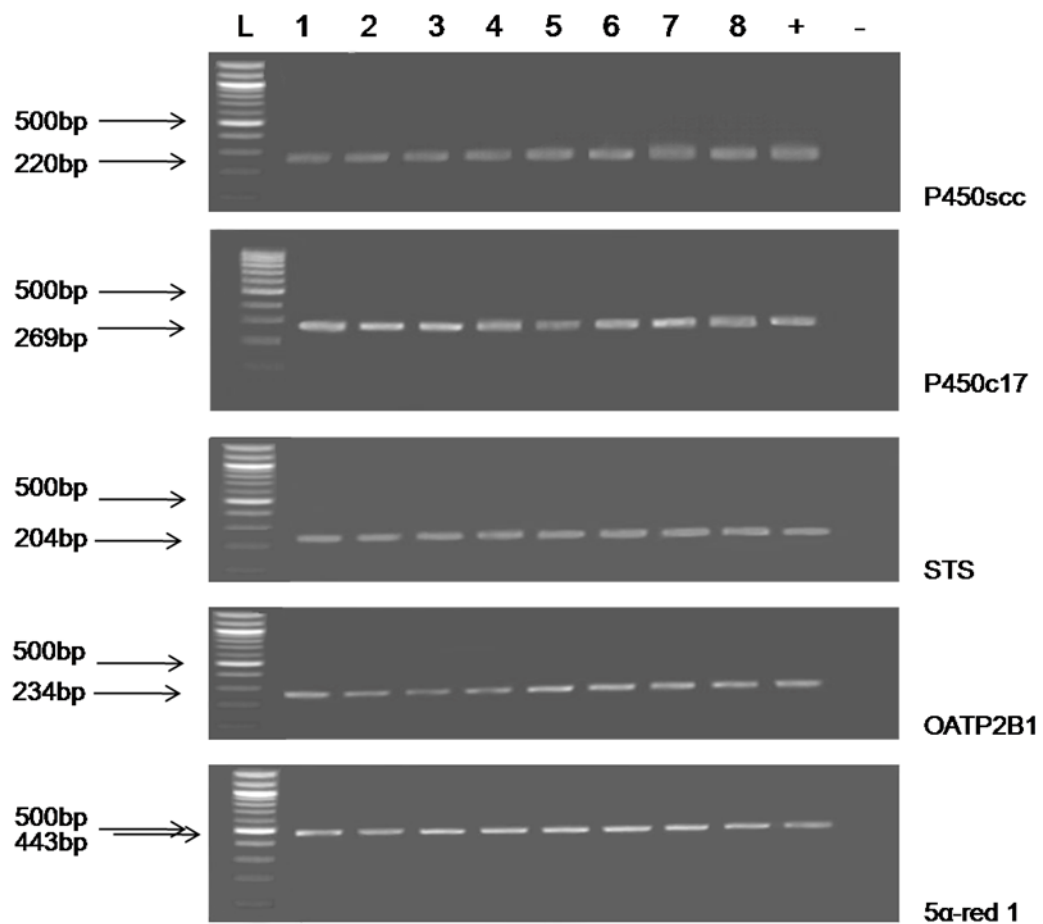 L 1 2 3 4 5 6 7 8 + -
500bp
220bp
P450scc
500bp
269bp
P450c17
500bp
204bp
STS
500bp
234bp
OATP2B1
500bp
443bp
5α-red 1